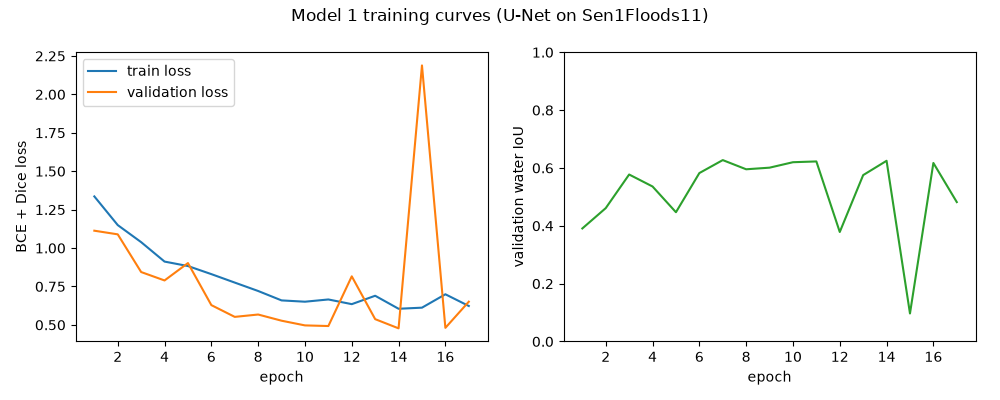 Model 1 training curves (U-Net on Sen1Floods11)
2.25
2.00
1.75
1.50
1.25
1.00
0.75
0.50
BCE + Dice loss
train loss
validation loss
2 4 6 8 10 12 14 16
epoch
1.0
0.8
0.6
0.4
0.2
0.0
validation water IoU
2 4 6 8 10 12 14 16
epoch